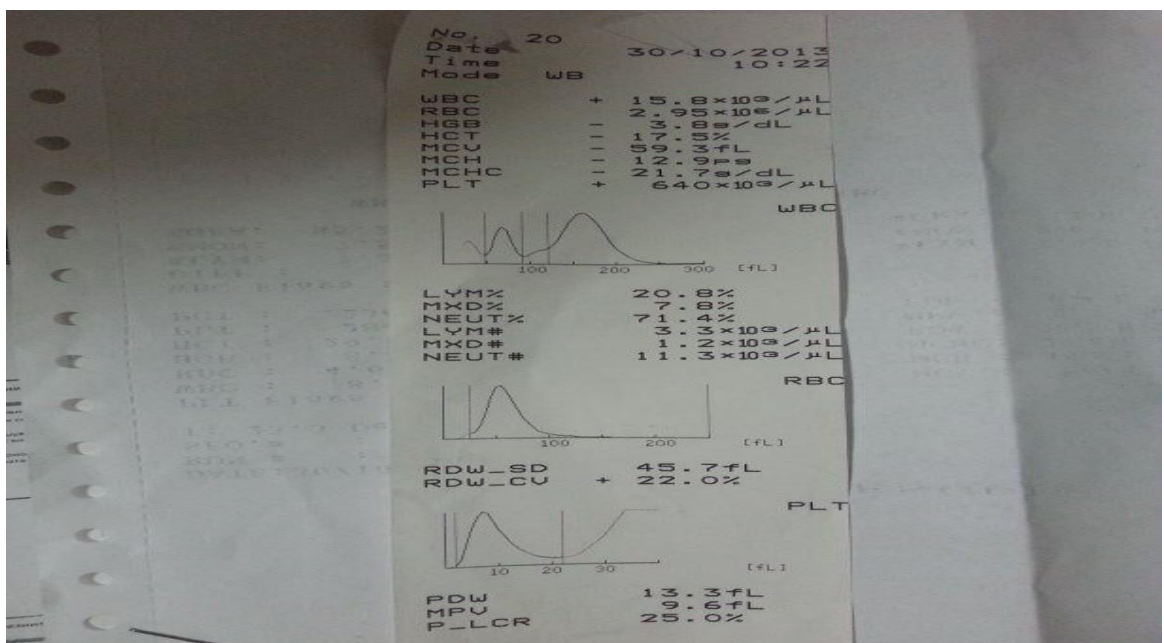 No. 20
Date 30/10/2013
Time 10:22
Mode WB
WBC + 15.8×10³/μL
RBC 2.95×10⁶/μL
HGB - 3.8g/dL
HCT - 17.5%
MCV - 59.3fL
MCH - 12.9pg
MCHC - 21.7g/dL
PLT + 640×10³/μL
WBC
100 200 300 [fL]
LYM% 20.8%
MXD% 7.8%
NEUT% 71.4%
LYM# 3.3×10³/μL
MXD# 1.2×10³/μL
NEUT# 11.3×10³/μL
RBC
100 200 [fL]
RDW_SD 45.7fL
RDW_CV + 22.0%
PLT
10 20 30 [fL]
PDW 13.3fL
MPV 9.6fL
P_LCR 25.0%